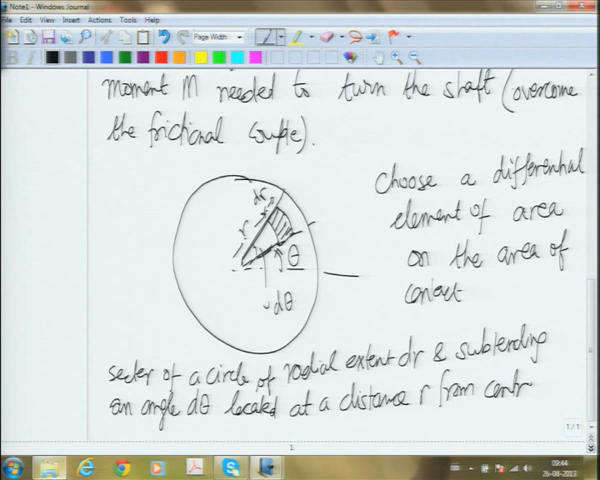 Note1 - Windows Journal
File Edit View Insert Actions Tools Help
Page Width
moment M needed to turn the shaft (overcome
the frictional couple).
dr
r
θ
dθ
Choose a differential
element of area
on the area of
contact
sector of a circle of radial extent dr & subtending
an angle dθ located at a distance r from centr
1/1
1
09:44
26-08-2013